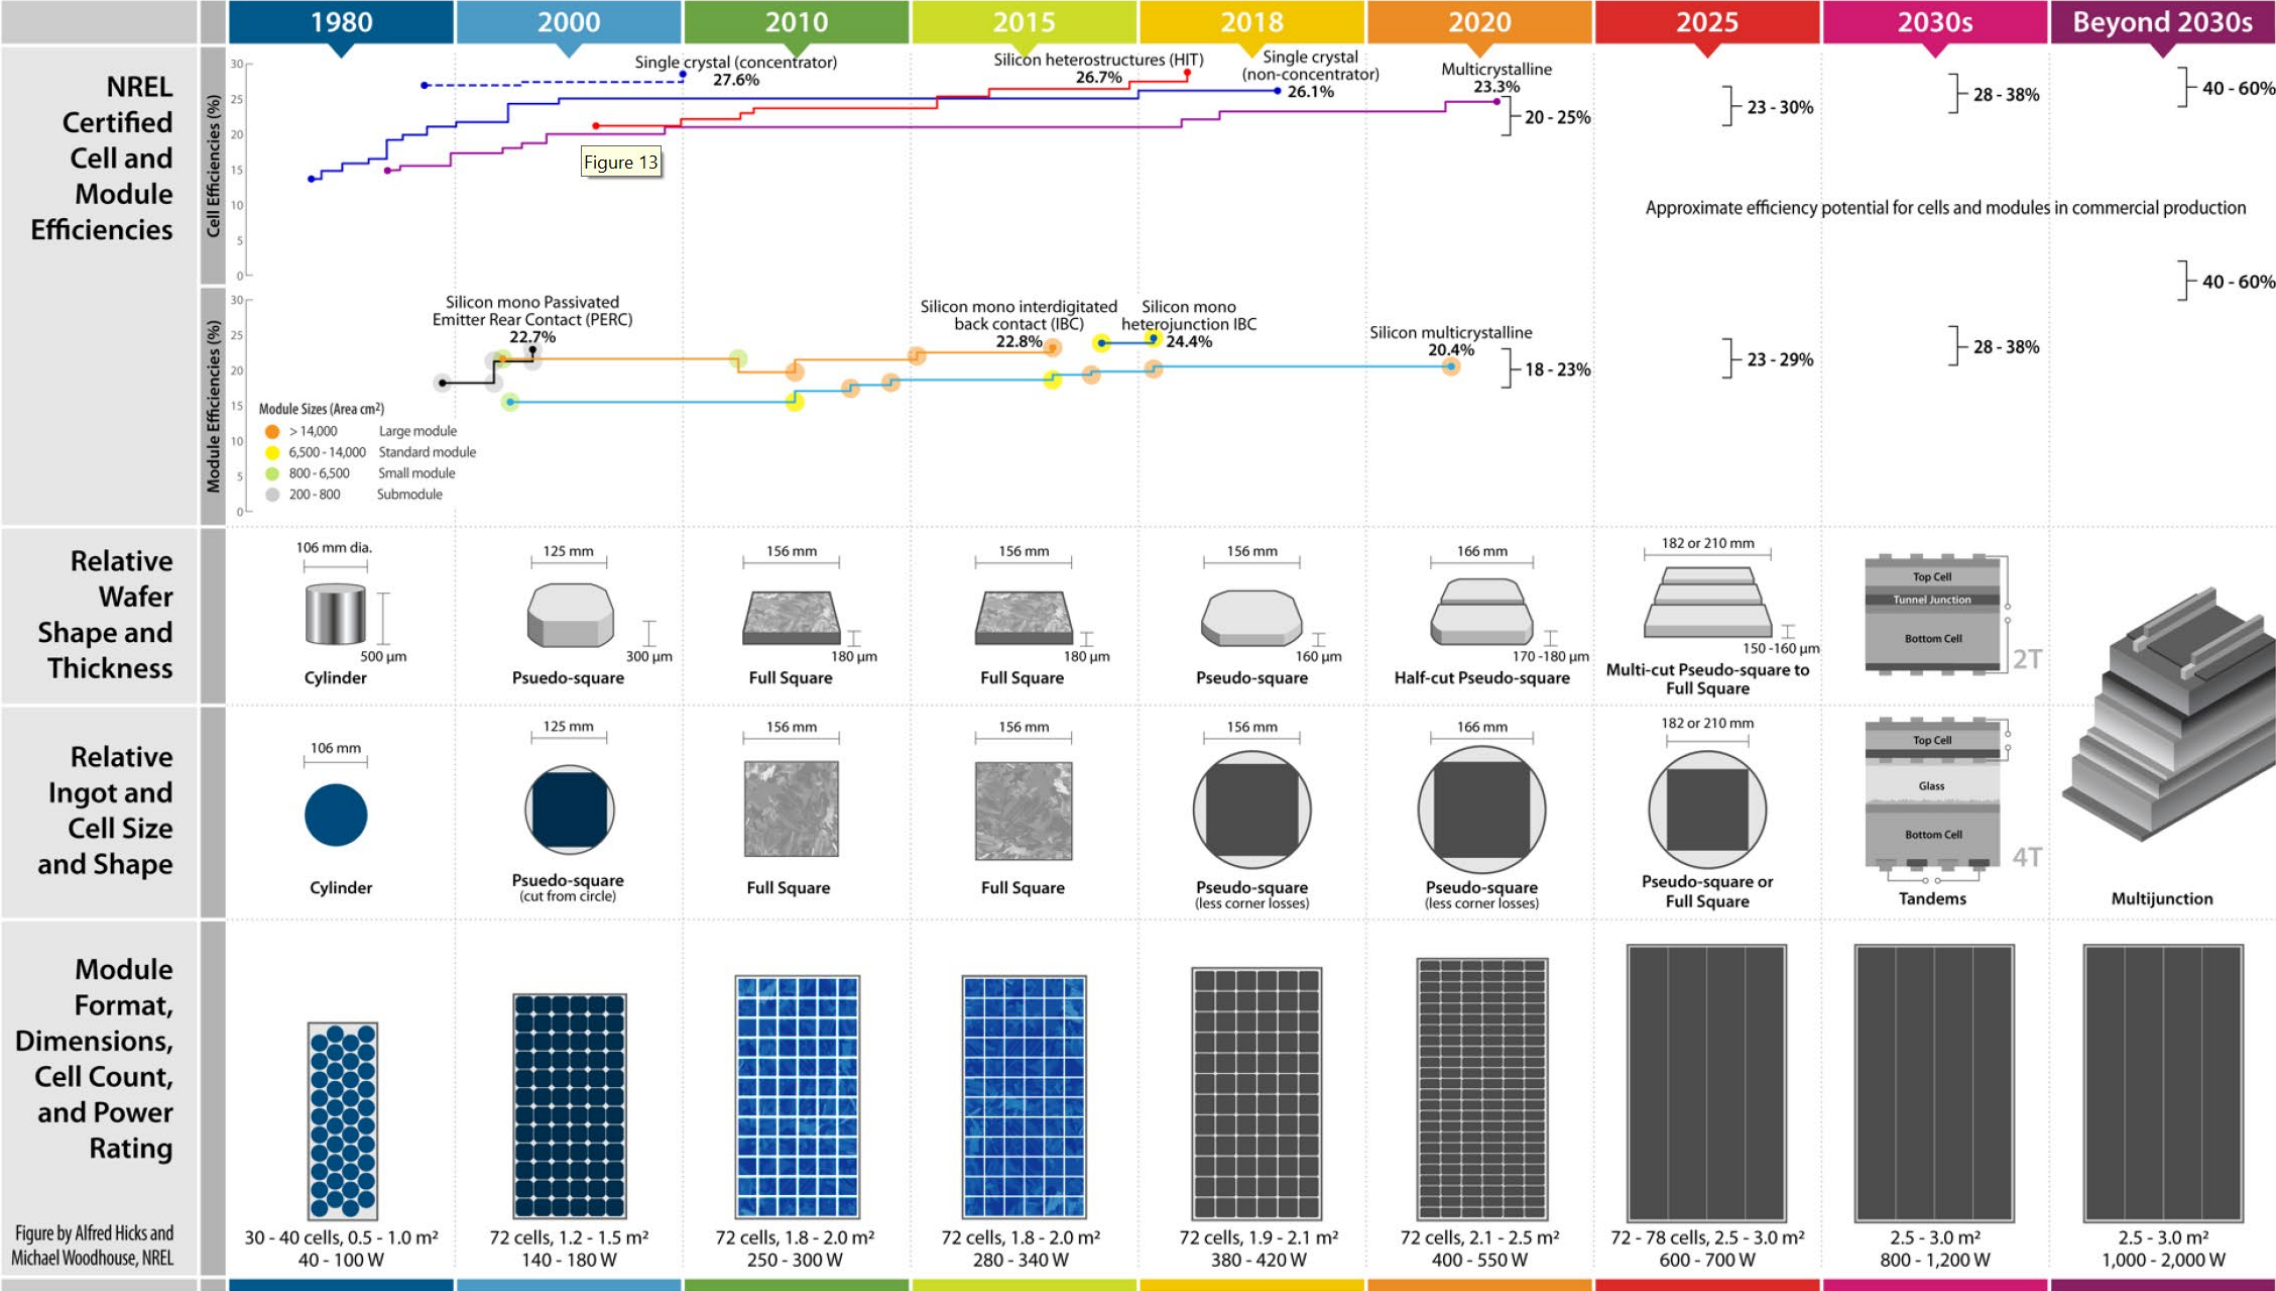 1980
2000
2010
2015
2018
2020
2025
2030s
Beyond 2030s
NREL
Certified
Cell and
Module
Efficiencies
Cell Efficiencies (%)
30
25
20
15
10
5
0
Single crystal (concentrator)
27.6%
Silicon heterostructures (HIT)
26.7%
Single crystal
(non-concentrator)
26.1%
Multicrystalline
23.3%
20 - 25%
23 - 30%
28 - 38%
40 - 60%
Figure 13
Approximate efficiency potential for cells and modules in commercial production
Module Efficiencies (%)
30
25
20
15
10
5
0
Silicon mono Passivated
Emitter Rear Contact (PERC)
22.7%
Silicon mono interdigitated
back contact (IBC)
22.8%
Silicon mono
heterojunction IBC
24.4%
Silicon multicrystalline
20.4%
18 - 23%
23 - 29%
28 - 38%
40 - 60%
Module Sizes (Area cm²)
> 14,000 Large module
6,500 - 14,000 Standard module
800 - 6,500 Small module
200 - 800 Submodule
Relative
Wafer
Shape and
Thickness
106 mm dia.
500 µm
Cylinder
125 mm
300 µm
Psuedo-square
156 mm
180 µm
Full Square
156 mm
180 µm
Full Square
156 mm
160 µm
Pseudo-square
166 mm
170 -180 µm
Half-cut Pseudo-square
182 or 210 mm
150 -160 µm
Multi-cut Pseudo-square to
Full Square
Top Cell
Tunnel Junction
Bottom Cell
2T
Relative
Ingot and
Cell Size
and Shape
106 mm
Cylinder
125 mm
Psuedo-square
(cut from circle)
156 mm
Full Square
156 mm
Full Square
156 mm
Pseudo-square
(less corner losses)
166 mm
Pseudo-square
(less corner losses)
182 or 210 mm
Pseudo-square or
Full Square
Top Cell
Glass
Bottom Cell
4T
Tandems
Multijunction
Module
Format,
Dimensions,
Cell Count,
and Power
Rating
30 - 40 cells, 0.5 - 1.0 m²
40 - 100 W
72 cells, 1.2 - 1.5 m²
140 - 180 W
72 cells, 1.8 - 2.0 m²
250 - 300 W
72 cells, 1.8 - 2.0 m²
280 - 340 W
72 cells, 1.9 - 2.1 m²
380 - 420 W
72 cells, 2.1 - 2.5 m²
400 - 550 W
72 - 78 cells, 2.5 - 3.0 m²
600 - 700 W
2.5 - 3.0 m²
800 - 1,200 W
2.5 - 3.0 m²
1,000 - 2,000 W
Figure by Alfred Hicks and
Michael Woodhouse, NREL